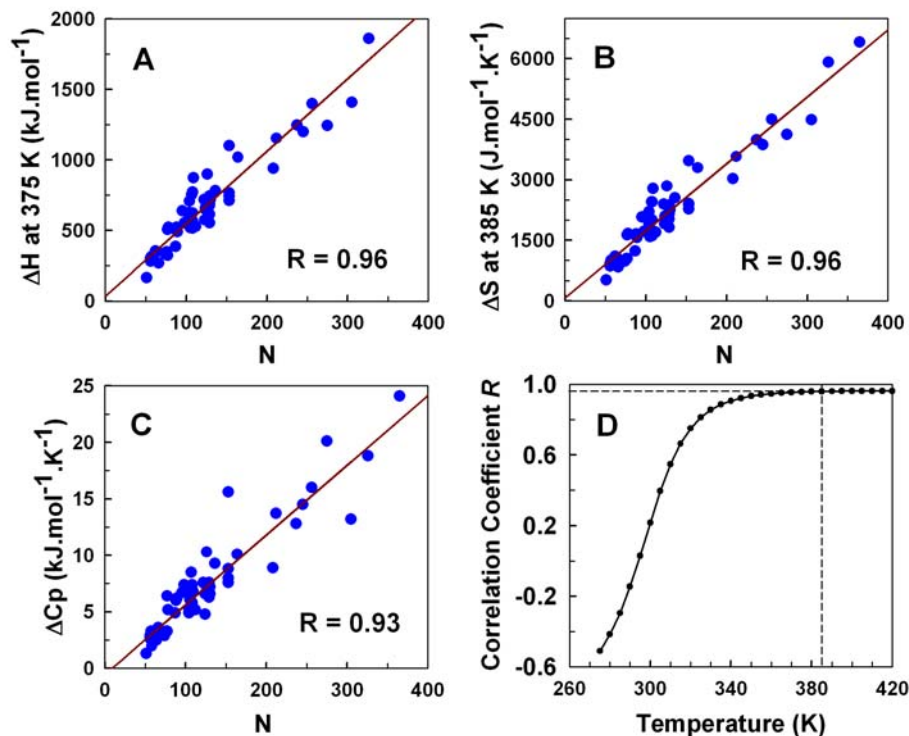 A
ΔH at 375 K (kJ.mol⁻¹)
2000
1500
1000
500
0
R = 0.96
0 100 200 300 400
N
B
ΔS at 385 K (J.mol⁻¹.K⁻¹)
6000
4500
3000
1500
0
R = 0.96
0 100 200 300 400
N
C
ΔCp (kJ.mol⁻¹.K⁻¹)
25
20
15
10
5
0
R = 0.93
0 100 200 300 400
N
D
Correlation Coefficient R
1.0
0.6
0.2
-0.2
-0.6
260 300 340 380 420
Temperature (K)